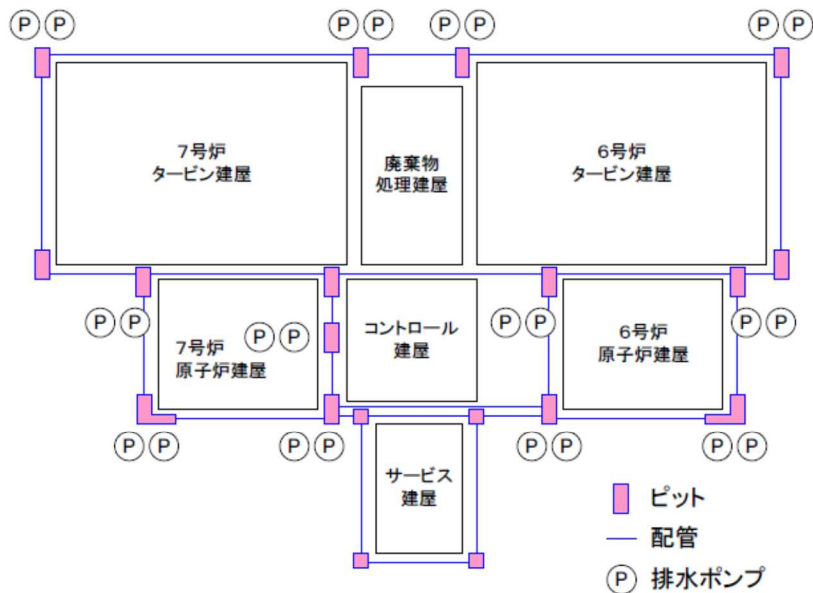 P P P P P P P P
7号炉
タービン建屋
廃棄物
処理建屋
6号炉
タービン建屋
P P P P P P P P
7号炉
原子炉建屋
コントロール
建屋
6号炉
原子炉建屋
P P P P P P P P
サービス
建屋
ピット
配管
P 排水ポンプ